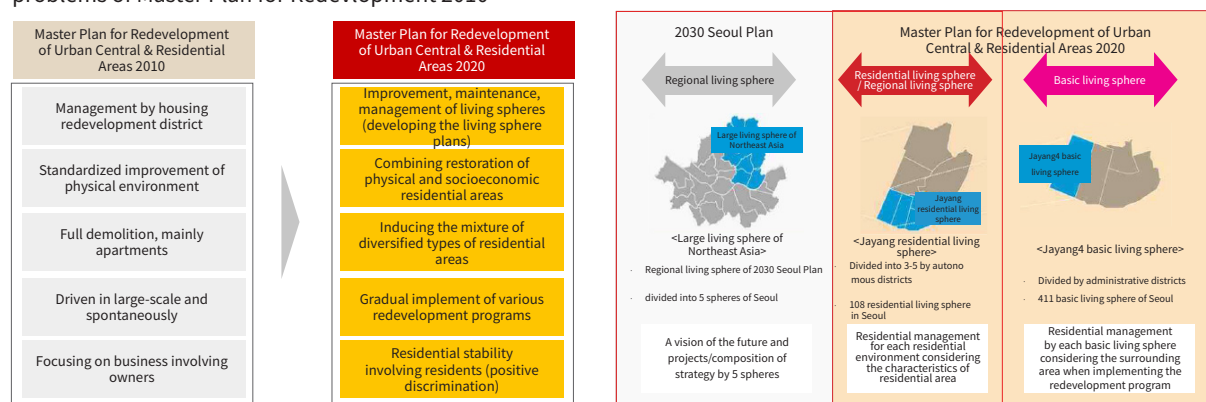 problems of Master Plan for Redevlopment 2010
Master Plan for Redevelopment
of Urban Central & Residential
Areas 2010
Management by housing
redevelopment district
Standardized improvement of
physical environment
Full demolition, mainly
apartments
Driven in large-scale and
spontaneously
Focusing on business involving
owners
Master Plan for Redevelopment
of Urban Central & Residential
Areas 2020
Improvement, maintenance,
management of living spheres
(developing the living sphere
plans)
Combining restoration of
physical and socioeconomic
residential areas
Inducing the mixture of
diversified types of residential
areas
Gradual implement of various
redevelopment programs
Residential stability
involving residents (positive
discrimination)
2030 Seoul Plan
Regional living sphere
Large living sphere of
Northeast Asia
<Large living sphere of
Northeast Asia>
· Regional living sphere of 2030 Seoul Plan
· divided into 5 spheres of Seoul
A vision of the future and
projects/composition of
strategy by 5 spheres
Master Plan for Redevelopment of Urban
Central & Residential Areas 2020
Residential living sphere
/ Regional living sphere
Jayang
residential living
sphere
<Jayang residential living
sphere>
· Divided into 3-5 by autono
mous districts
· 108 residential living sphere
in Seoul
Residential management
for each residential
environment considering
the characteristics of
residential area
Basic living sphere
Jayang4 basic
living sphere
<Jayang4 basic living sphere>
· Divided by administrative districts
· 411 basic living sphere of Seoul
Residential management
by each basic living sphere
considering the surrounding
area when implementing the
redevelopment program